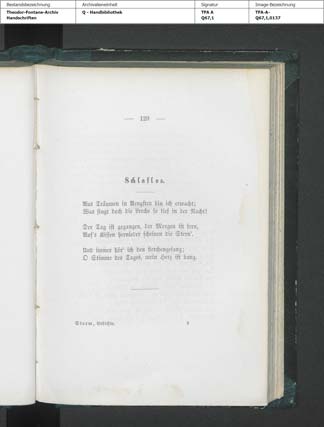 Bestandsbezeichnung
Archivalieneinheit
Signatur
Image-Bezeichnung
Theodor-Fontane-Archiv
Handschriften
Q - Handbibliothek
TFA A
Q67,1
TFA-A-
Q67,1,0137
— 129 —
Schlaflos.
Aus Träumen in Aengsten bin ich erwacht;
Was singt doch die Lerche so tief in der Nacht!
Der Tag ist gegangen, der Morgen ist fern,
Auf's Kissen hernieder scheinen die Stern'.
Und immer hör' ich den Lerchengesang;
O Stimme des Tages, mein Herz ist bang.
Storm, Gedichte.